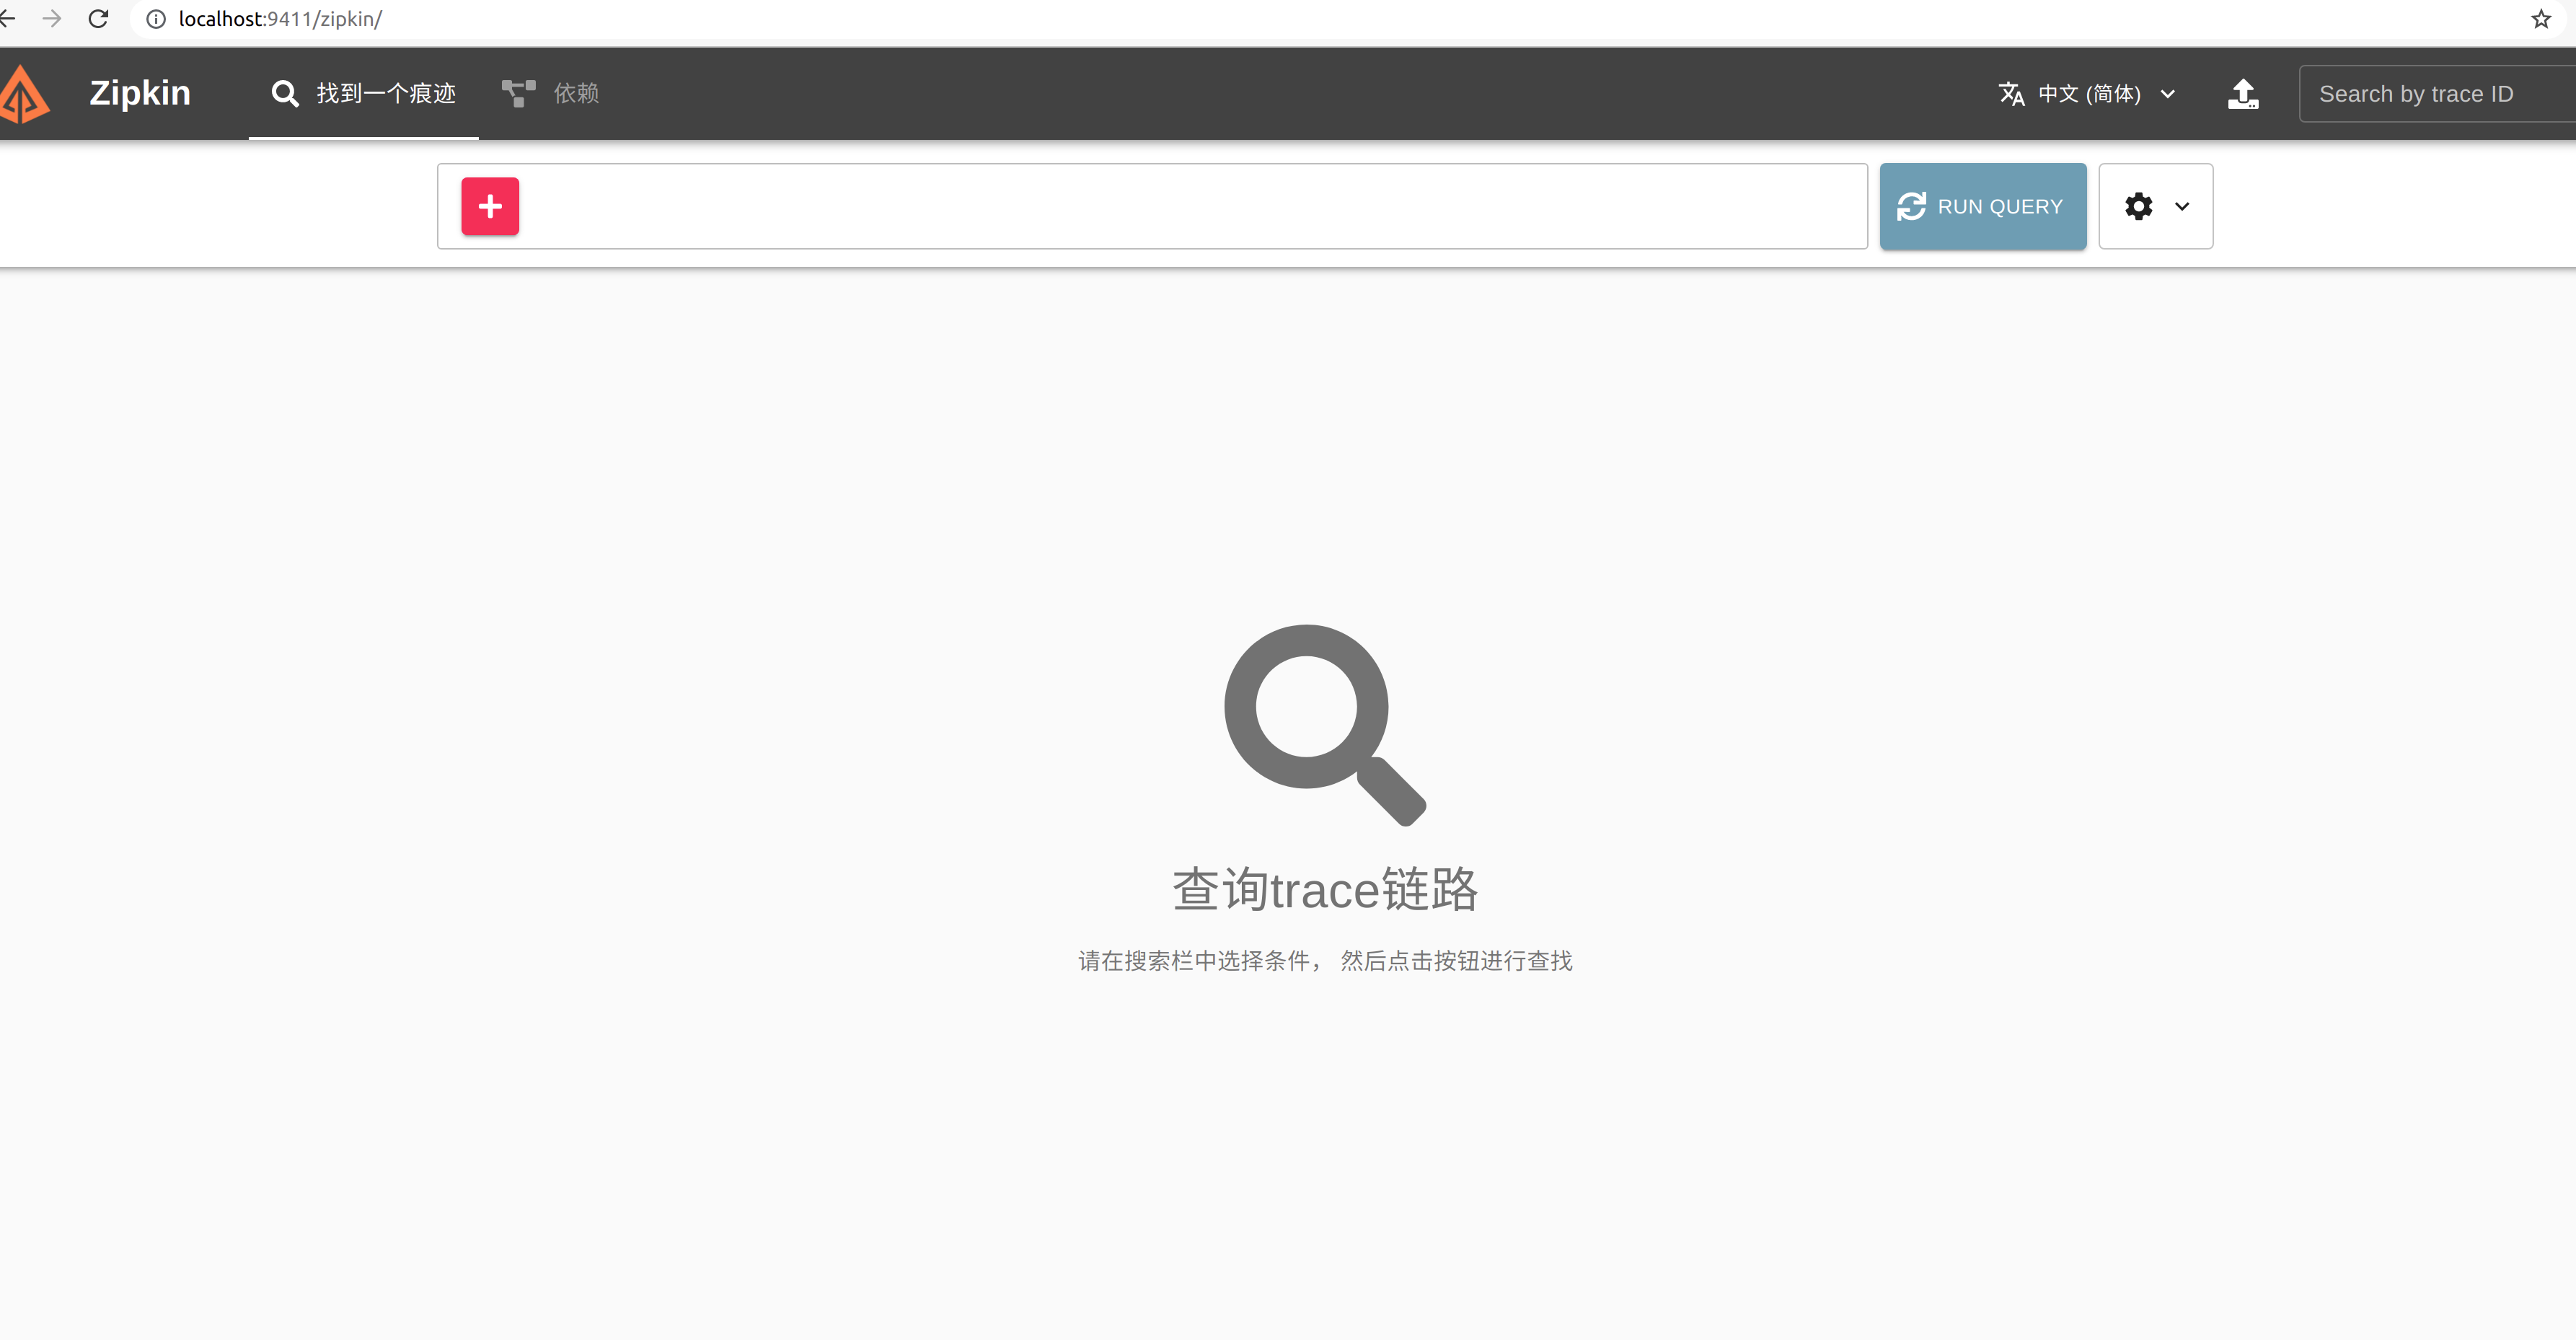 localhost:9411/zipkin/
Zipkin 找到一个痕迹 依赖 中文 (简体) Search by trace ID
RUN QUERY
查询trace链路
请在搜索栏中选择条件， 然后点击按钮进行查找